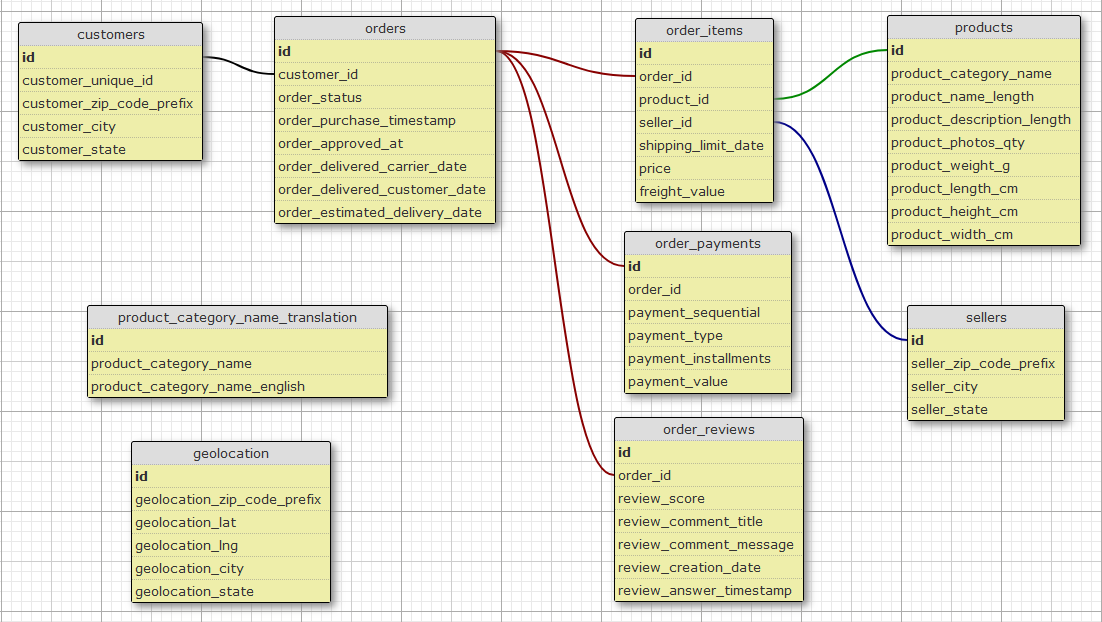 customers
id
customer_unique_id
customer_zip_code_prefix
customer_city
customer_state
orders
id
customer_id
order_status
order_purchase_timestamp
order_approved_at
order_delivered_carrier_date
order_delivered_customer_date
order_estimated_delivery_date
order_items
id
order_id
product_id
seller_id
shipping_limit_date
price
freight_value
products
id
product_category_name
product_name_length
product_description_length
product_photos_qty
product_weight_g
product_length_cm
product_height_cm
product_width_cm
order_payments
id
order_id
payment_sequential
payment_type
payment_installments
payment_value
product_category_name_translation
id
product_category_name
product_category_name_english
sellers
id
seller_zip_code_prefix
seller_city
seller_state
geolocation
id
geolocation_zip_code_prefix
geolocation_lat
geolocation_lng
geolocation_city
geolocation_state
order_reviews
id
order_id
review_score
review_comment_title
review_comment_message
review_creation_date
review_answer_timestamp